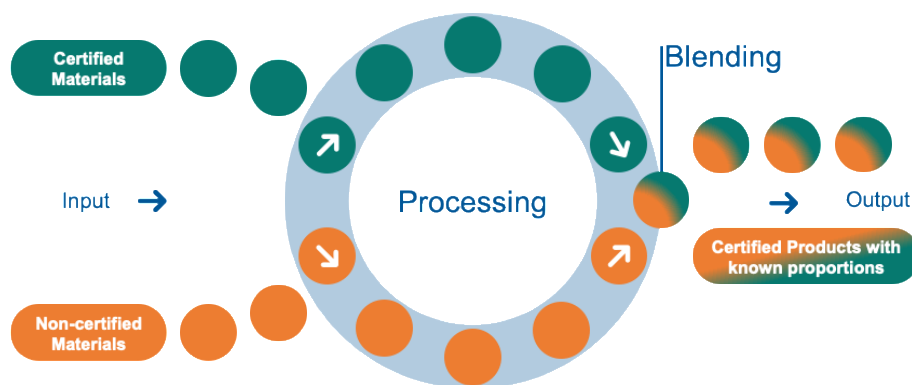 Certified
Materials
Blending
Input
Processing
Output
Certified Products with
known proportions
Non-certified
Materials